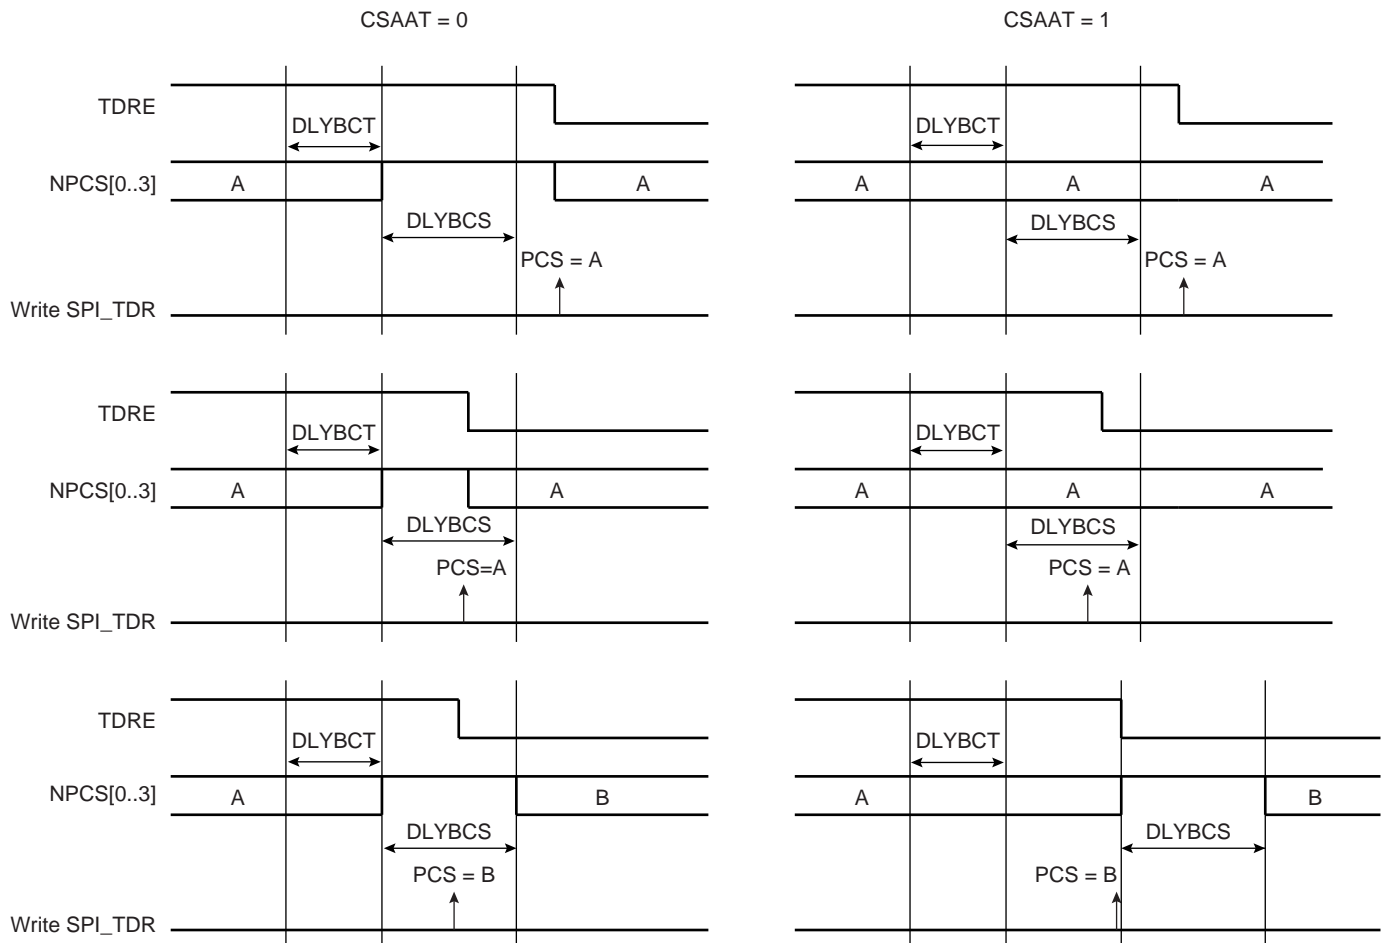 CSAAT = 0 CSAAT = 1
TDRE
DLYBCT DLYBCT
NPCS[0..3] A A A A A
DLYBCS DLYBCS
PCS = A PCS = A
Write SPI_TDR
TDRE
DLYBCT DLYBCT
NPCS[0..3] A A A A A
DLYBCS DLYBCS
PCS=A PCS = A
Write SPI_TDR
TDRE
DLYBCT DLYBCT
NPCS[0..3] A B A B
DLYBCS DLYBCS
PCS = B PCS = B
Write SPI_TDR